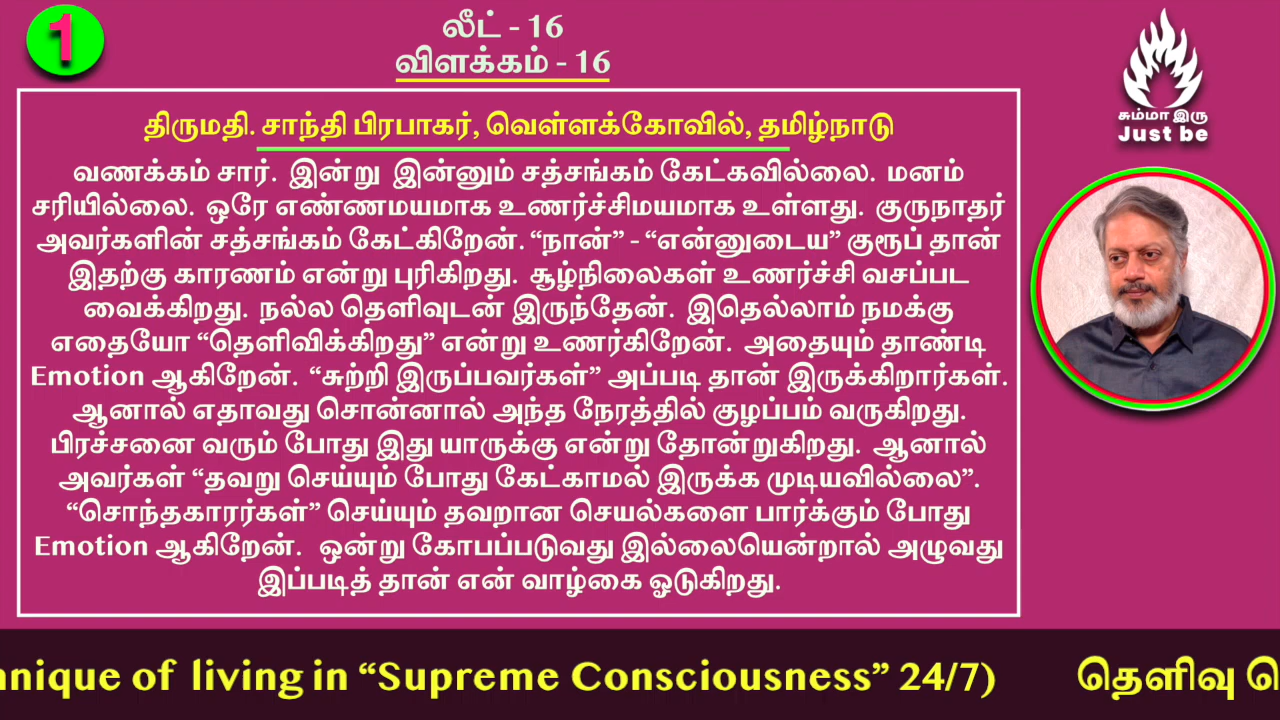 1
லீட் - 16
விளக்கம் - 16
சும்மா இரு
Just be
திருமதி. சாந்தி பிரபாகர், வெள்ளக்கோவில், தமிழ்நாடு
வணக்கம் சார். இன்று இன்னும் சத்சங்கம் கேட்கவில்லை. மனம்
சரியில்லை. ஒரே எண்ணமயமாக உணர்ச்சிமயமாக உள்ளது. குருநாதர்
அவர்களின் சத்சங்கம் கேட்கிறேன். “நான்” - “என்னுடைய” குரூப் தான்
இதற்கு காரணம் என்று புரிகிறது. சூழ்நிலைகள் உணர்ச்சி வசப்பட
வைக்கிறது. நல்ல தெளிவுடன் இருந்தேன். இதெல்லாம் நமக்கு
எதையோ “தெளிவிக்கிறது” என்று உணர்கிறேன். அதையும் தாண்டி
Emotion ஆகிறேன். “சுற்றி இருப்பவர்கள்” அப்படி தான் இருக்கிறார்கள்.
ஆனால் எதாவது சொன்னால் அந்த நேரத்தில் குழப்பம் வருகிறது.
பிரச்சனை வரும் போது இது யாருக்கு என்று தோன்றுகிறது. ஆனால்
அவர்கள் “தவறு செய்யும் போது கேட்காமல் இருக்க முடியவில்லை”.
“சொந்தகாரர்கள்” செய்யும் தவறான செயல்களை பார்க்கும் போது
Emotion ஆகிறேன். ஒன்று கோபப்படுவது இல்லையென்றால் அழுவது
இப்படித் தான் என் வாழ்கை ஓடுகிறது.
nnique of living in “Supreme Consciousness” 24/7) தெளிவு